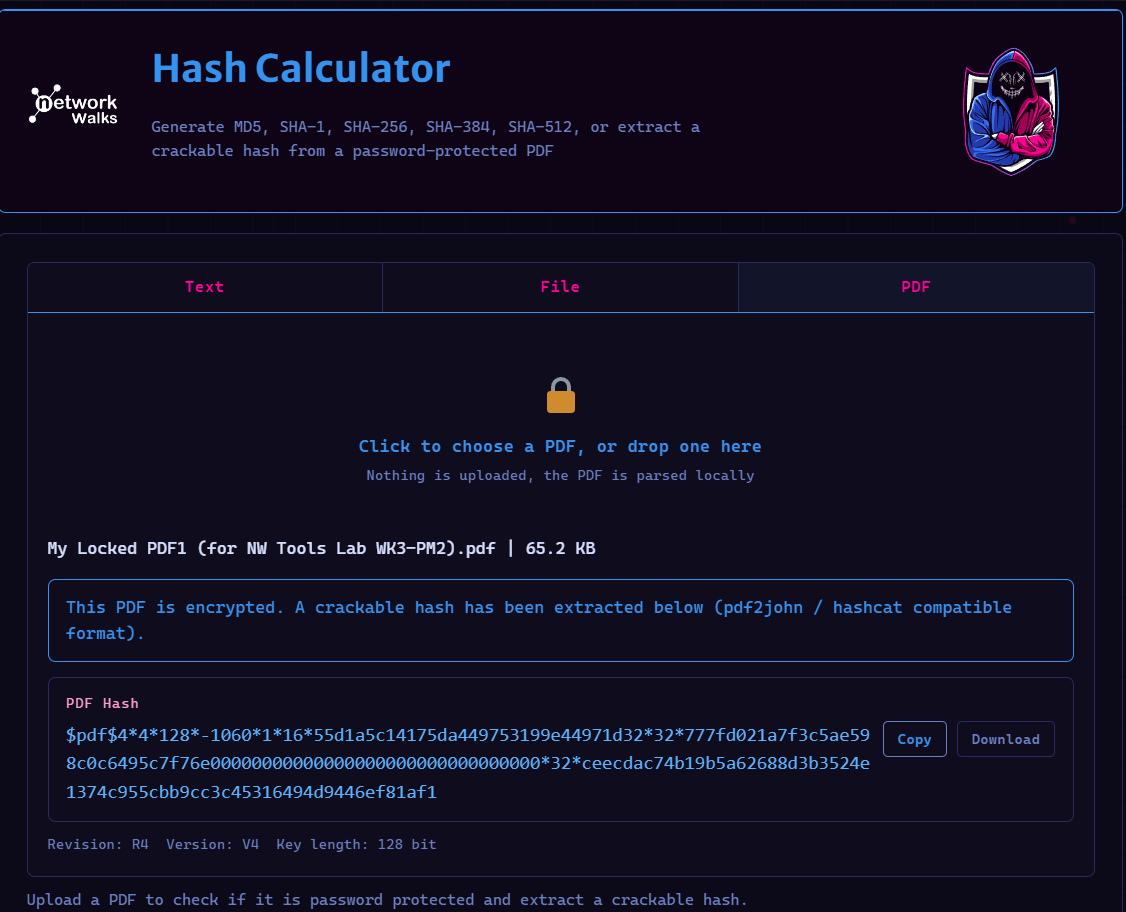 network
Walks
Hash Calculator
Generate MD5, SHA-1, SHA-256, SHA-384, SHA-512, or extract a
crackable hash from a password-protected PDF
Text
File
PDF
Click to choose a PDF, or drop one here
Nothing is uploaded, the PDF is parsed locally
My Locked PDF1 (for NW Tools Lab WK3-PM2).pdf | 65.2 KB
This PDF is encrypted. A crackable hash has been extracted below (pdf2john / hashcat compatible
format).
PDF Hash
$pdf$4*4*128*-1060*1*16*55d1a5c14175da449753199e44971d32*32*777fd021a7f3c5ae59
8c0c6495c7f76e00000000000000000000000000000000*32*ceecdac74b19b5a62688d3b3524e
1374c955cbb9cc3c45316494d9446ef81af1
Copy
Download
Revision: R4 Version: V4 Key length: 128 bit
Upload a PDF to check if it is password protected and extract a crackable hash.